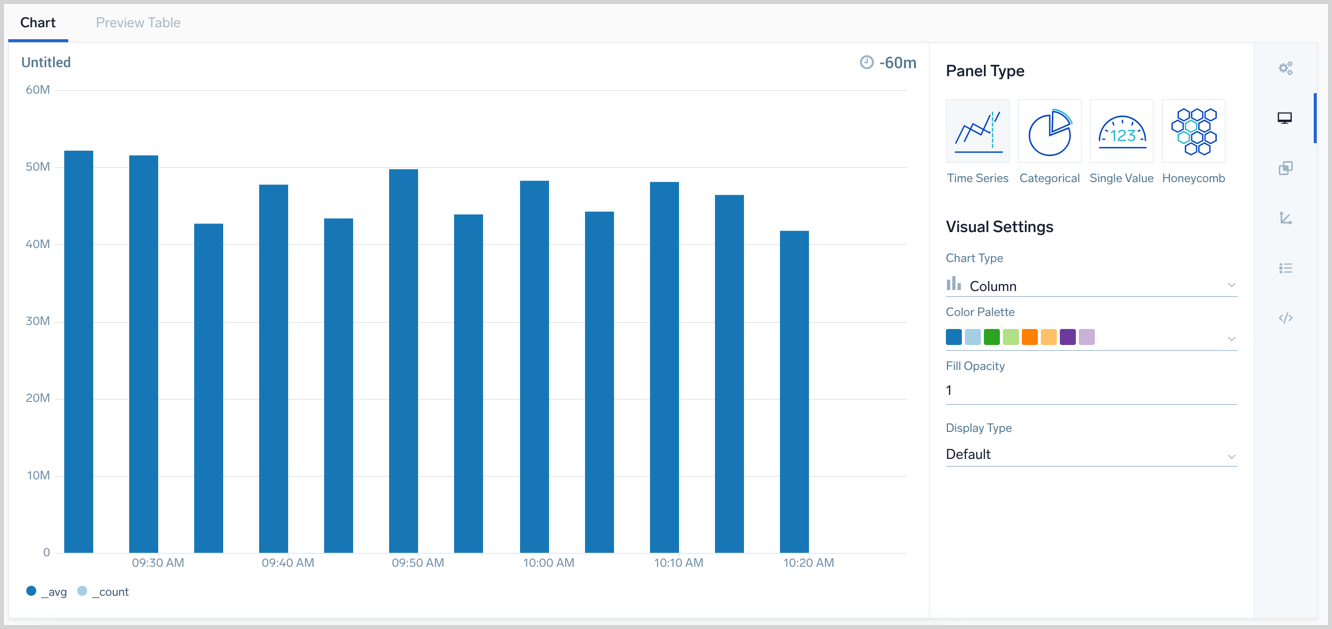 Chart Preview Table
Untitled -60m
60M
50M
40M
30M
20M
10M
0
09:30 AM 09:40 AM 09:50 AM 10:00 AM 10:10 AM 10:20 AM
_avg _count
Panel Type
123
Time Series Categorical Single Value Honeycomb
Visual Settings
Chart Type
Column
Color Palette
Fill Opacity
1
Display Type
Default